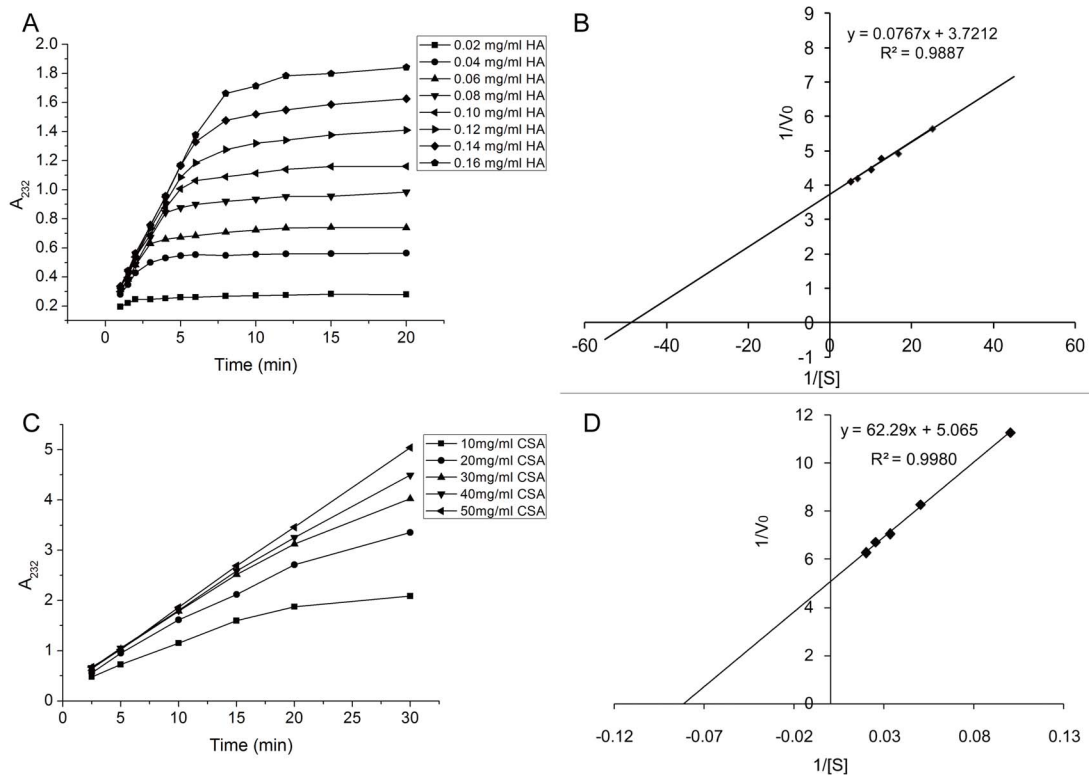 A
A232
2.0
1.8
1.6
1.4
1.2
1.0
0.8
0.6
0.4
0.2
0 5 10 15 20
Time (min)
0.02 mg/ml HA
0.04 mg/ml HA
0.06 mg/ml HA
0.08 mg/ml HA
0.10 mg/ml HA
0.12 mg/ml HA
0.14 mg/ml HA
0.16 mg/ml HA
B
y = 0.0767x + 3.7212
R² = 0.9887
1/V0
9
8
7
6
5
4
3
2
1
0
-1
-60 -40 -20 0 20 40 60
1/[S]
C
A232
5
4
3
2
1
0
0 5 10 15 20 25 30
Time (min)
10mg/ml CSA
20mg/ml CSA
30mg/ml CSA
40mg/ml CSA
50mg/ml CSA
D
y = 62.29x + 5.065
R² = 0.9980
1/V0
12
10
8
6
4
2
0
-0.12 -0.07 -0.02 0.03 0.08 0.13
1/[S]